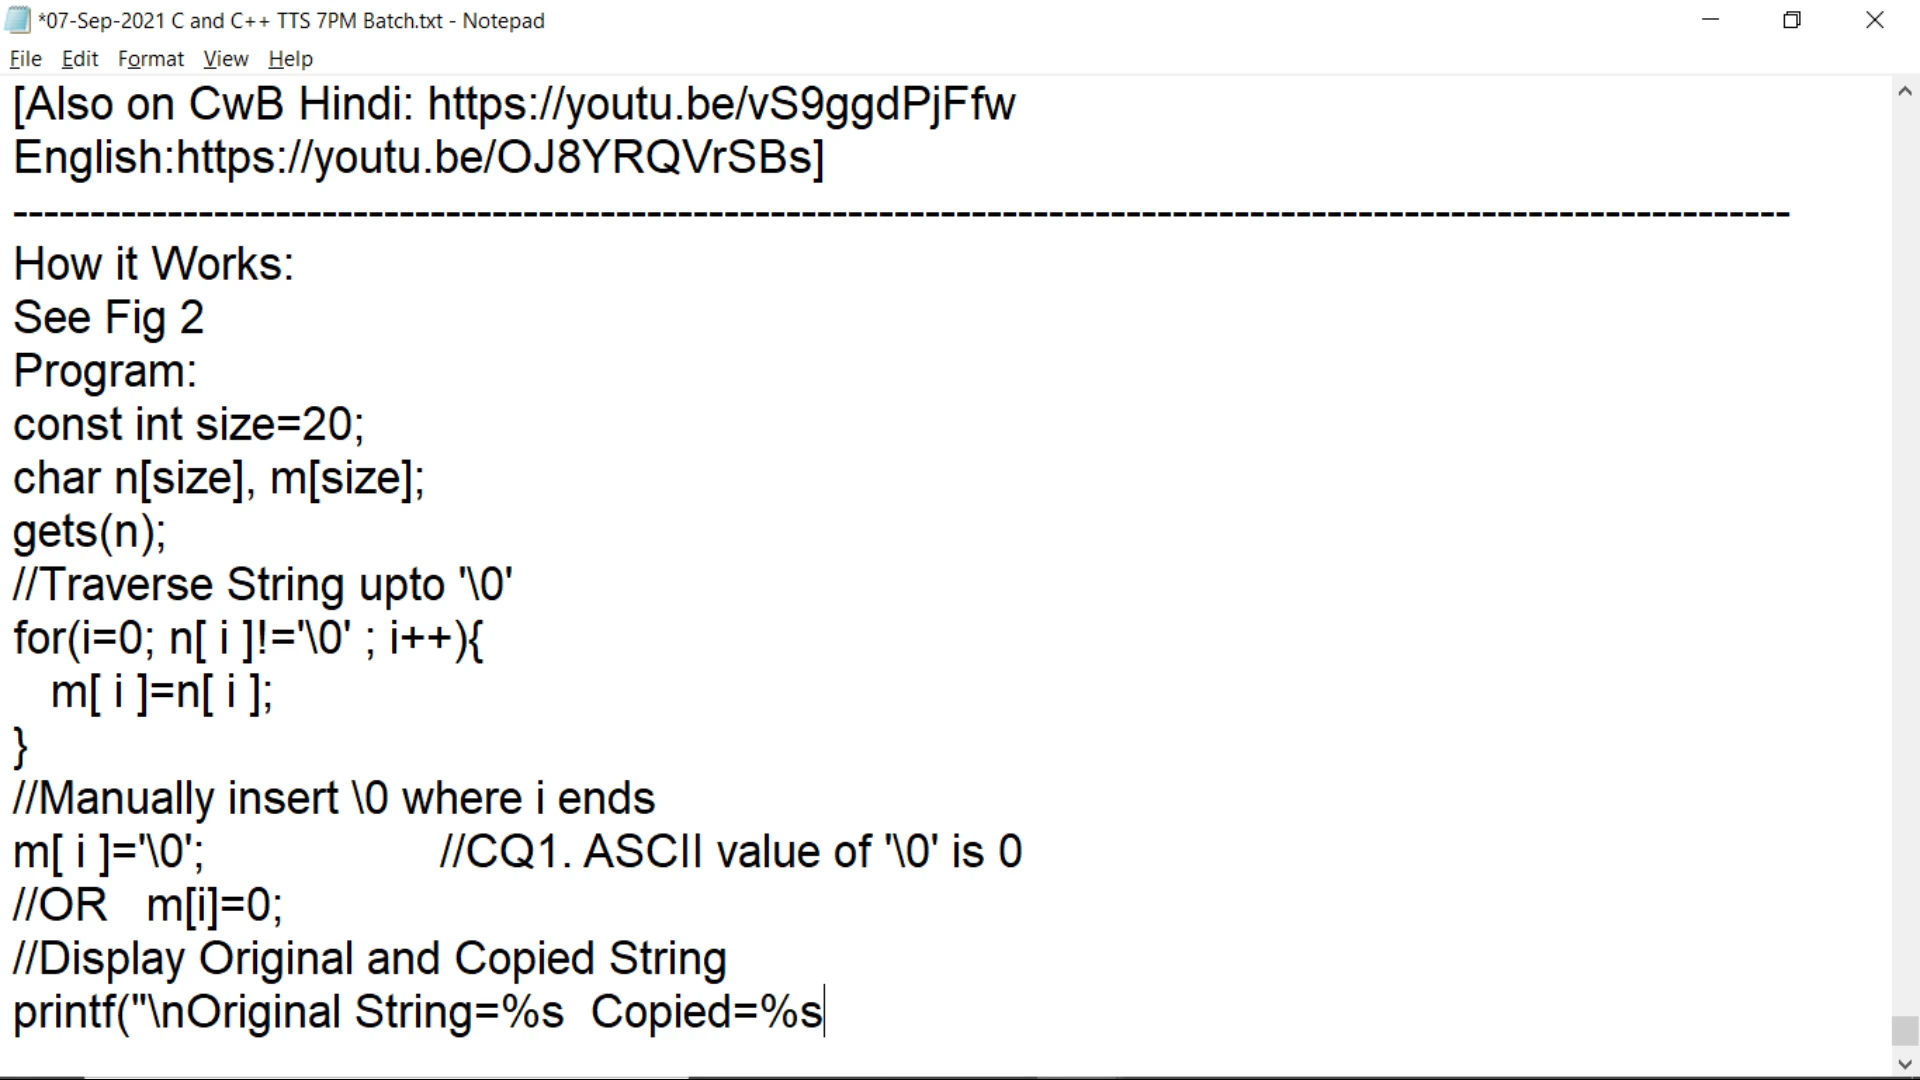 *07-Sep-2021 C and C++ TTS 7PM Batch.txt - Notepad
File Edit Format View Help
[Also on CwB Hindi: https://youtu.be/vS9ggdPjFfw
English:https://youtu.be/OJ8YRQVrSBs]
--------------------------------------------------------------------------------------------------------------------
How it Works:
See Fig 2
Program:
const int size=20;
char n[size], m[size];
gets(n);
//Traverse String upto '\0'
for(i=0; n[ i ]!='\0' ; i++){
   m[ i ]=n[ i ];
}
//Manually insert \0 where i ends
m[ i ]='\0';                   //CQ1. ASCII value of '\0' is 0
//OR   m[i]=0;
//Display Original and Copied String
printf("\nOriginal String=%s  Copied=%s